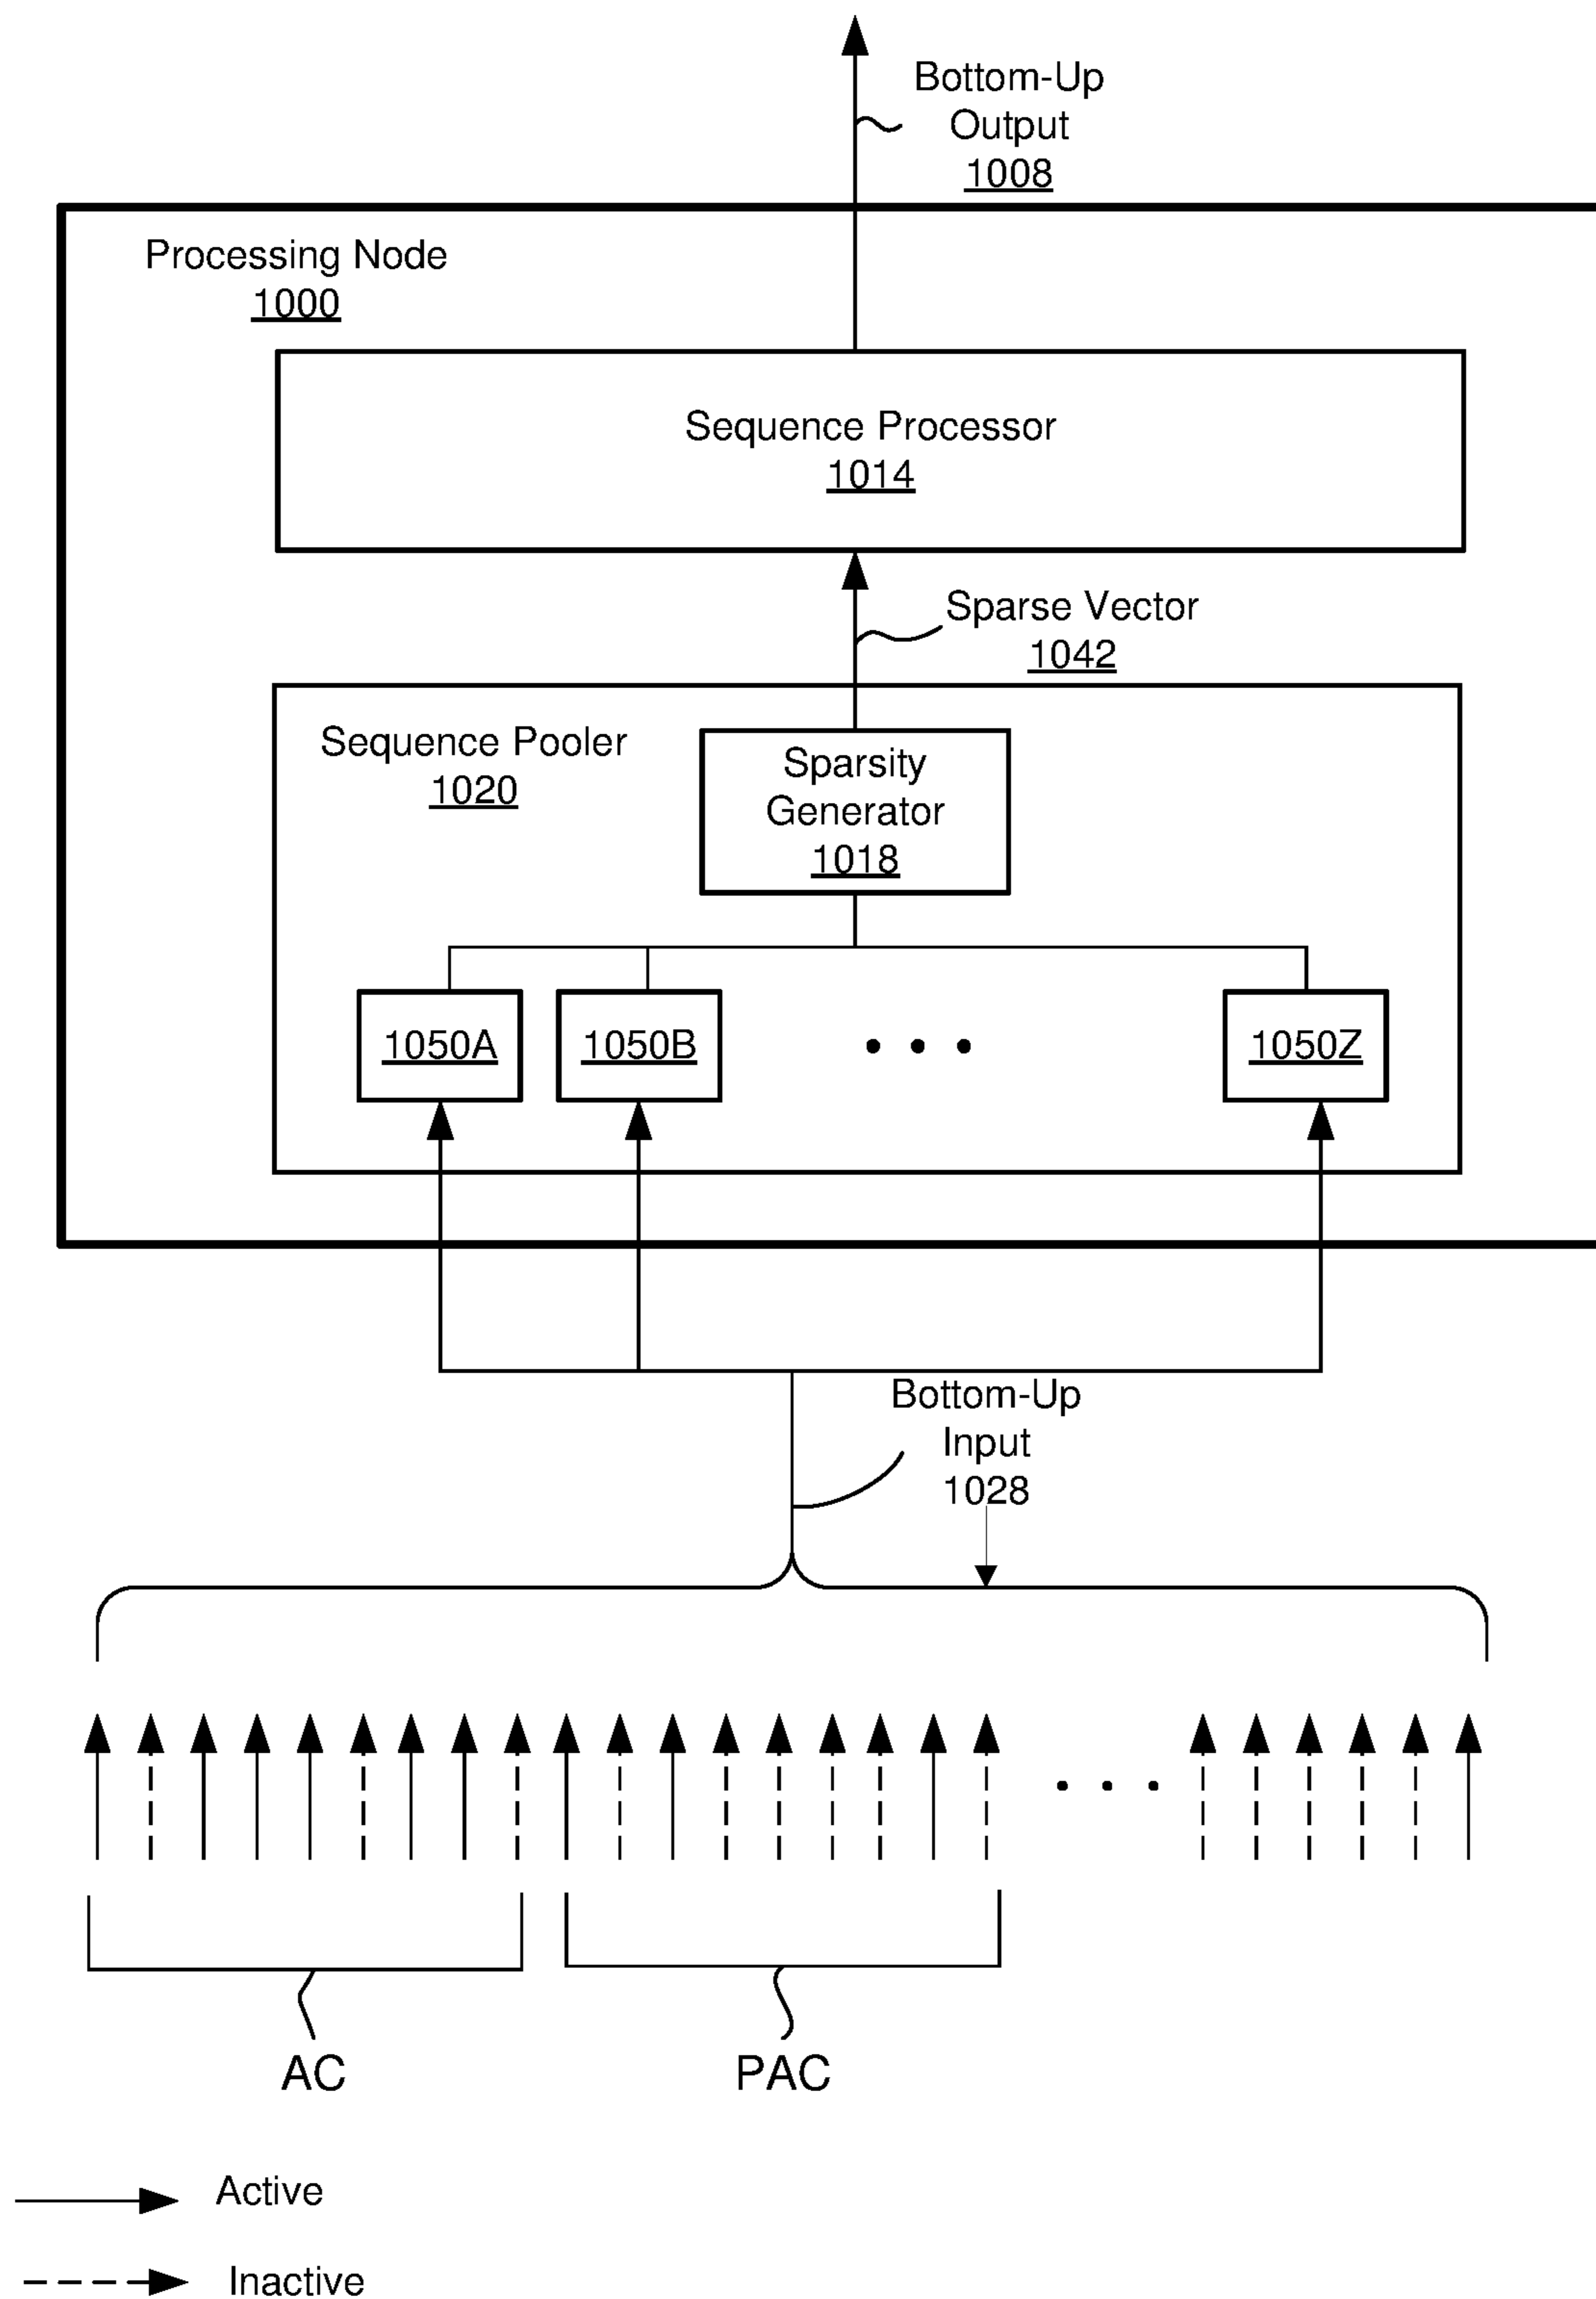 Bottom-Up
Output
1008
Processing Node
1000
Sequence Processor
1014
Sparse Vector
1042
Sequence Pooler
1020
Sparsity
Generator
1018
1050A
1050B
1050Z
Bottom-Up
Input
1028
AC
PAC
Active
Inactive